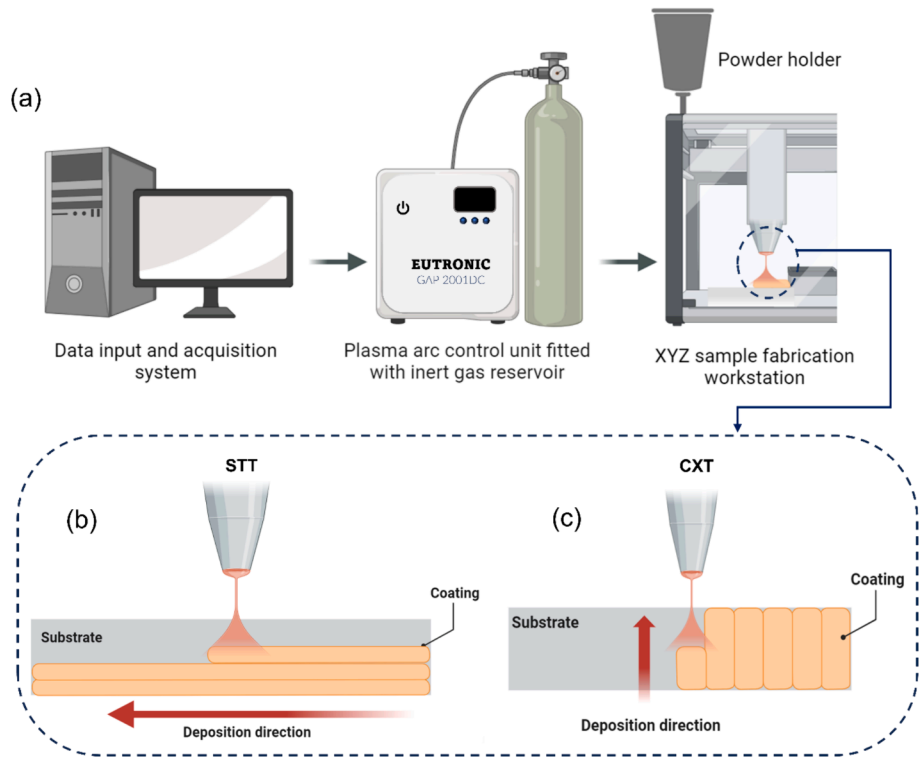 (a)
Powder holder
EUTRONIC
GAP 2001DC
Data input and acquisition
system
Plasma arc control unit fitted
with inert gas reservoir
XYZ sample fabrication
workstation
STT
CXT
(b)
(c)
Coating
Coating
Substrate
Substrate
Deposition direction
Deposition direction